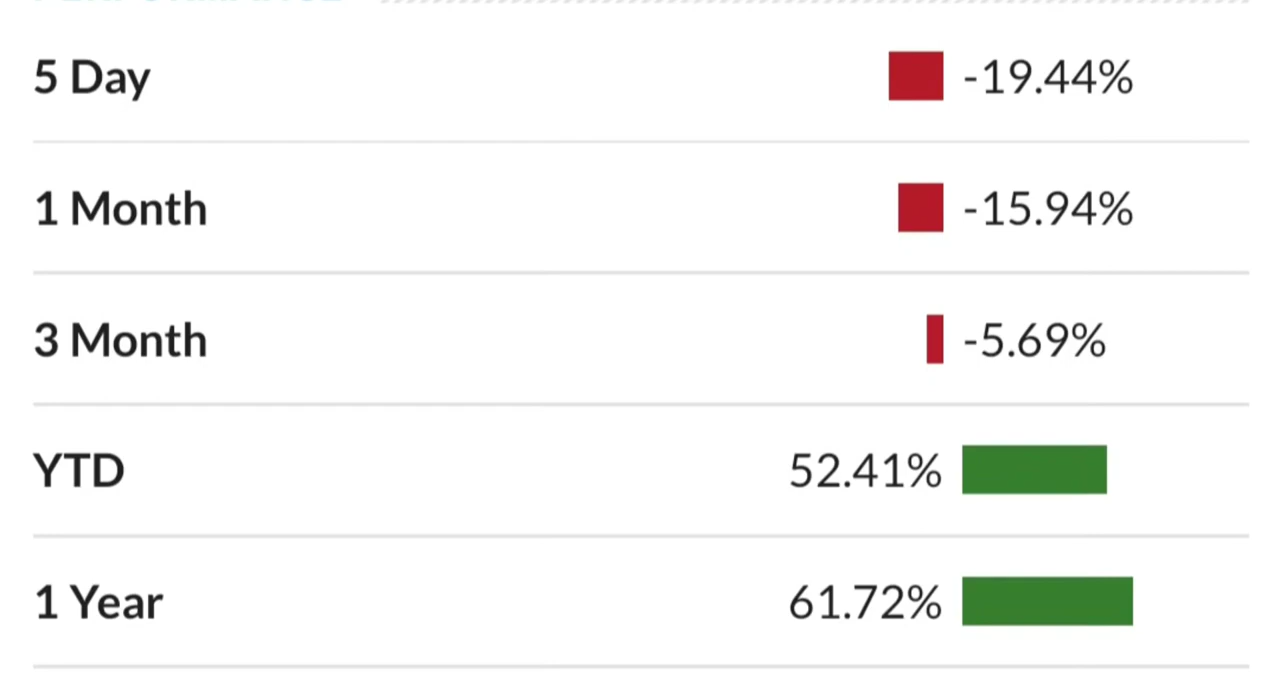 5 Day -19.44%
1 Month -15.94%
3 Month -5.69%
YTD 52.41%
1 Year 61.72%